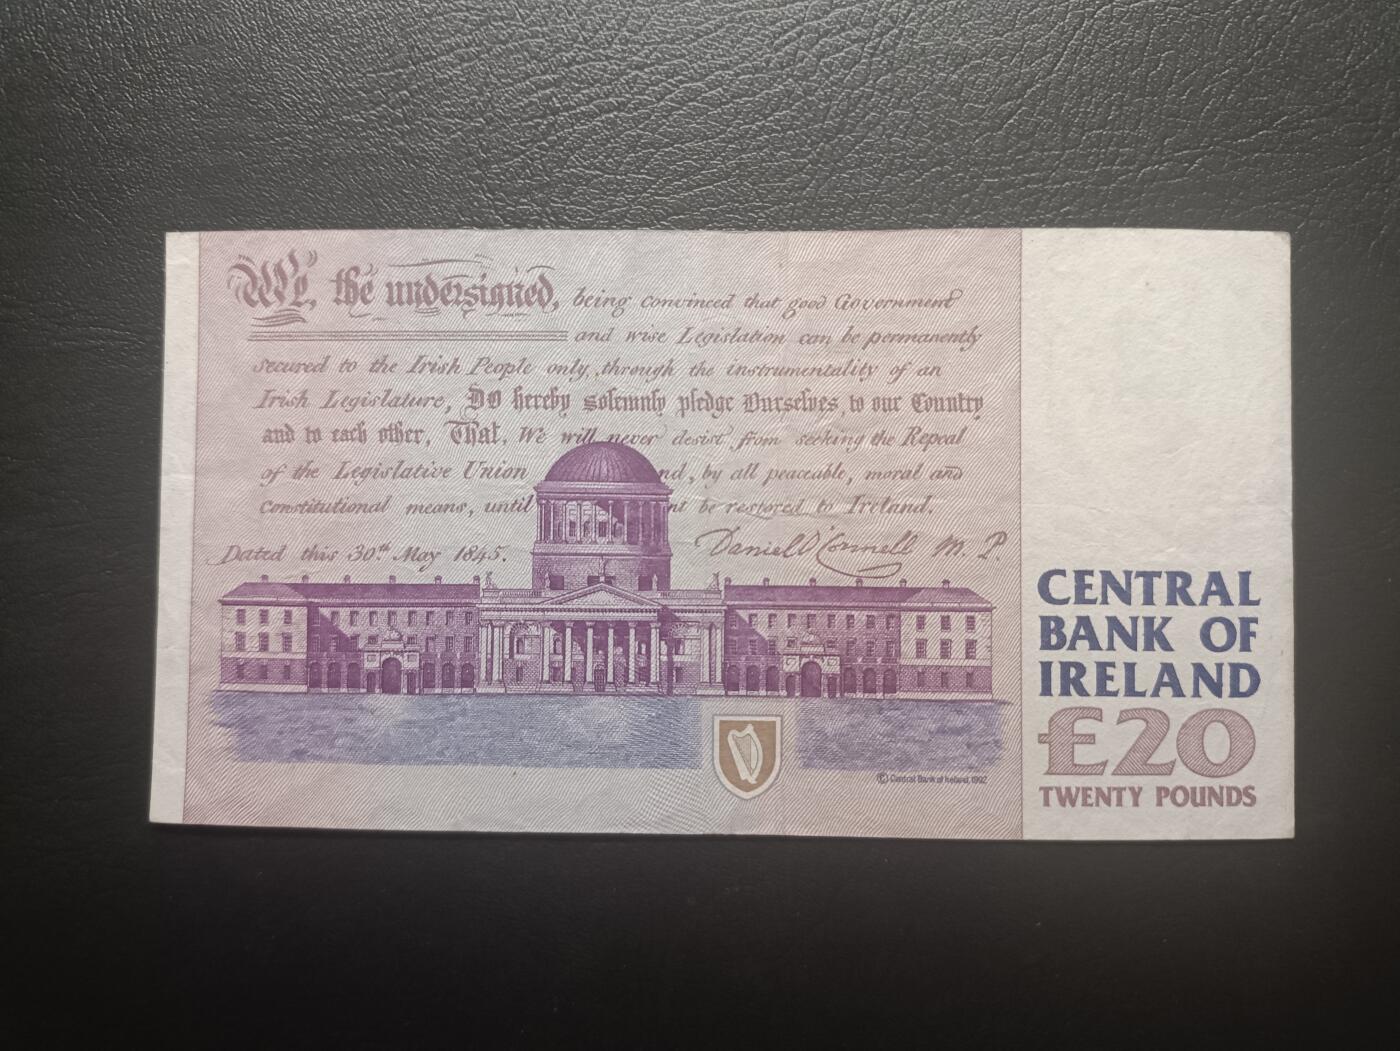 We, the undersigned, being convinced that good Government
and wise Legislation can be permanently
secured to the Irish People only, through the instrumentality of an
Irish Legislature, DO hereby solemnly pledge Ourselves, to our Country
and to each other, That, We will never desist from seeking the Repeal
of the Legislative Union nd, by all peaceable, moral and
Constitutional means, until nt be restored to Ireland.
Dated this 30th May 1845. Daniel O'Connell M.P.
© Central Bank of Ireland 1992
CENTRAL
BANK OF
IRELAND
£20
TWENTY POUNDS